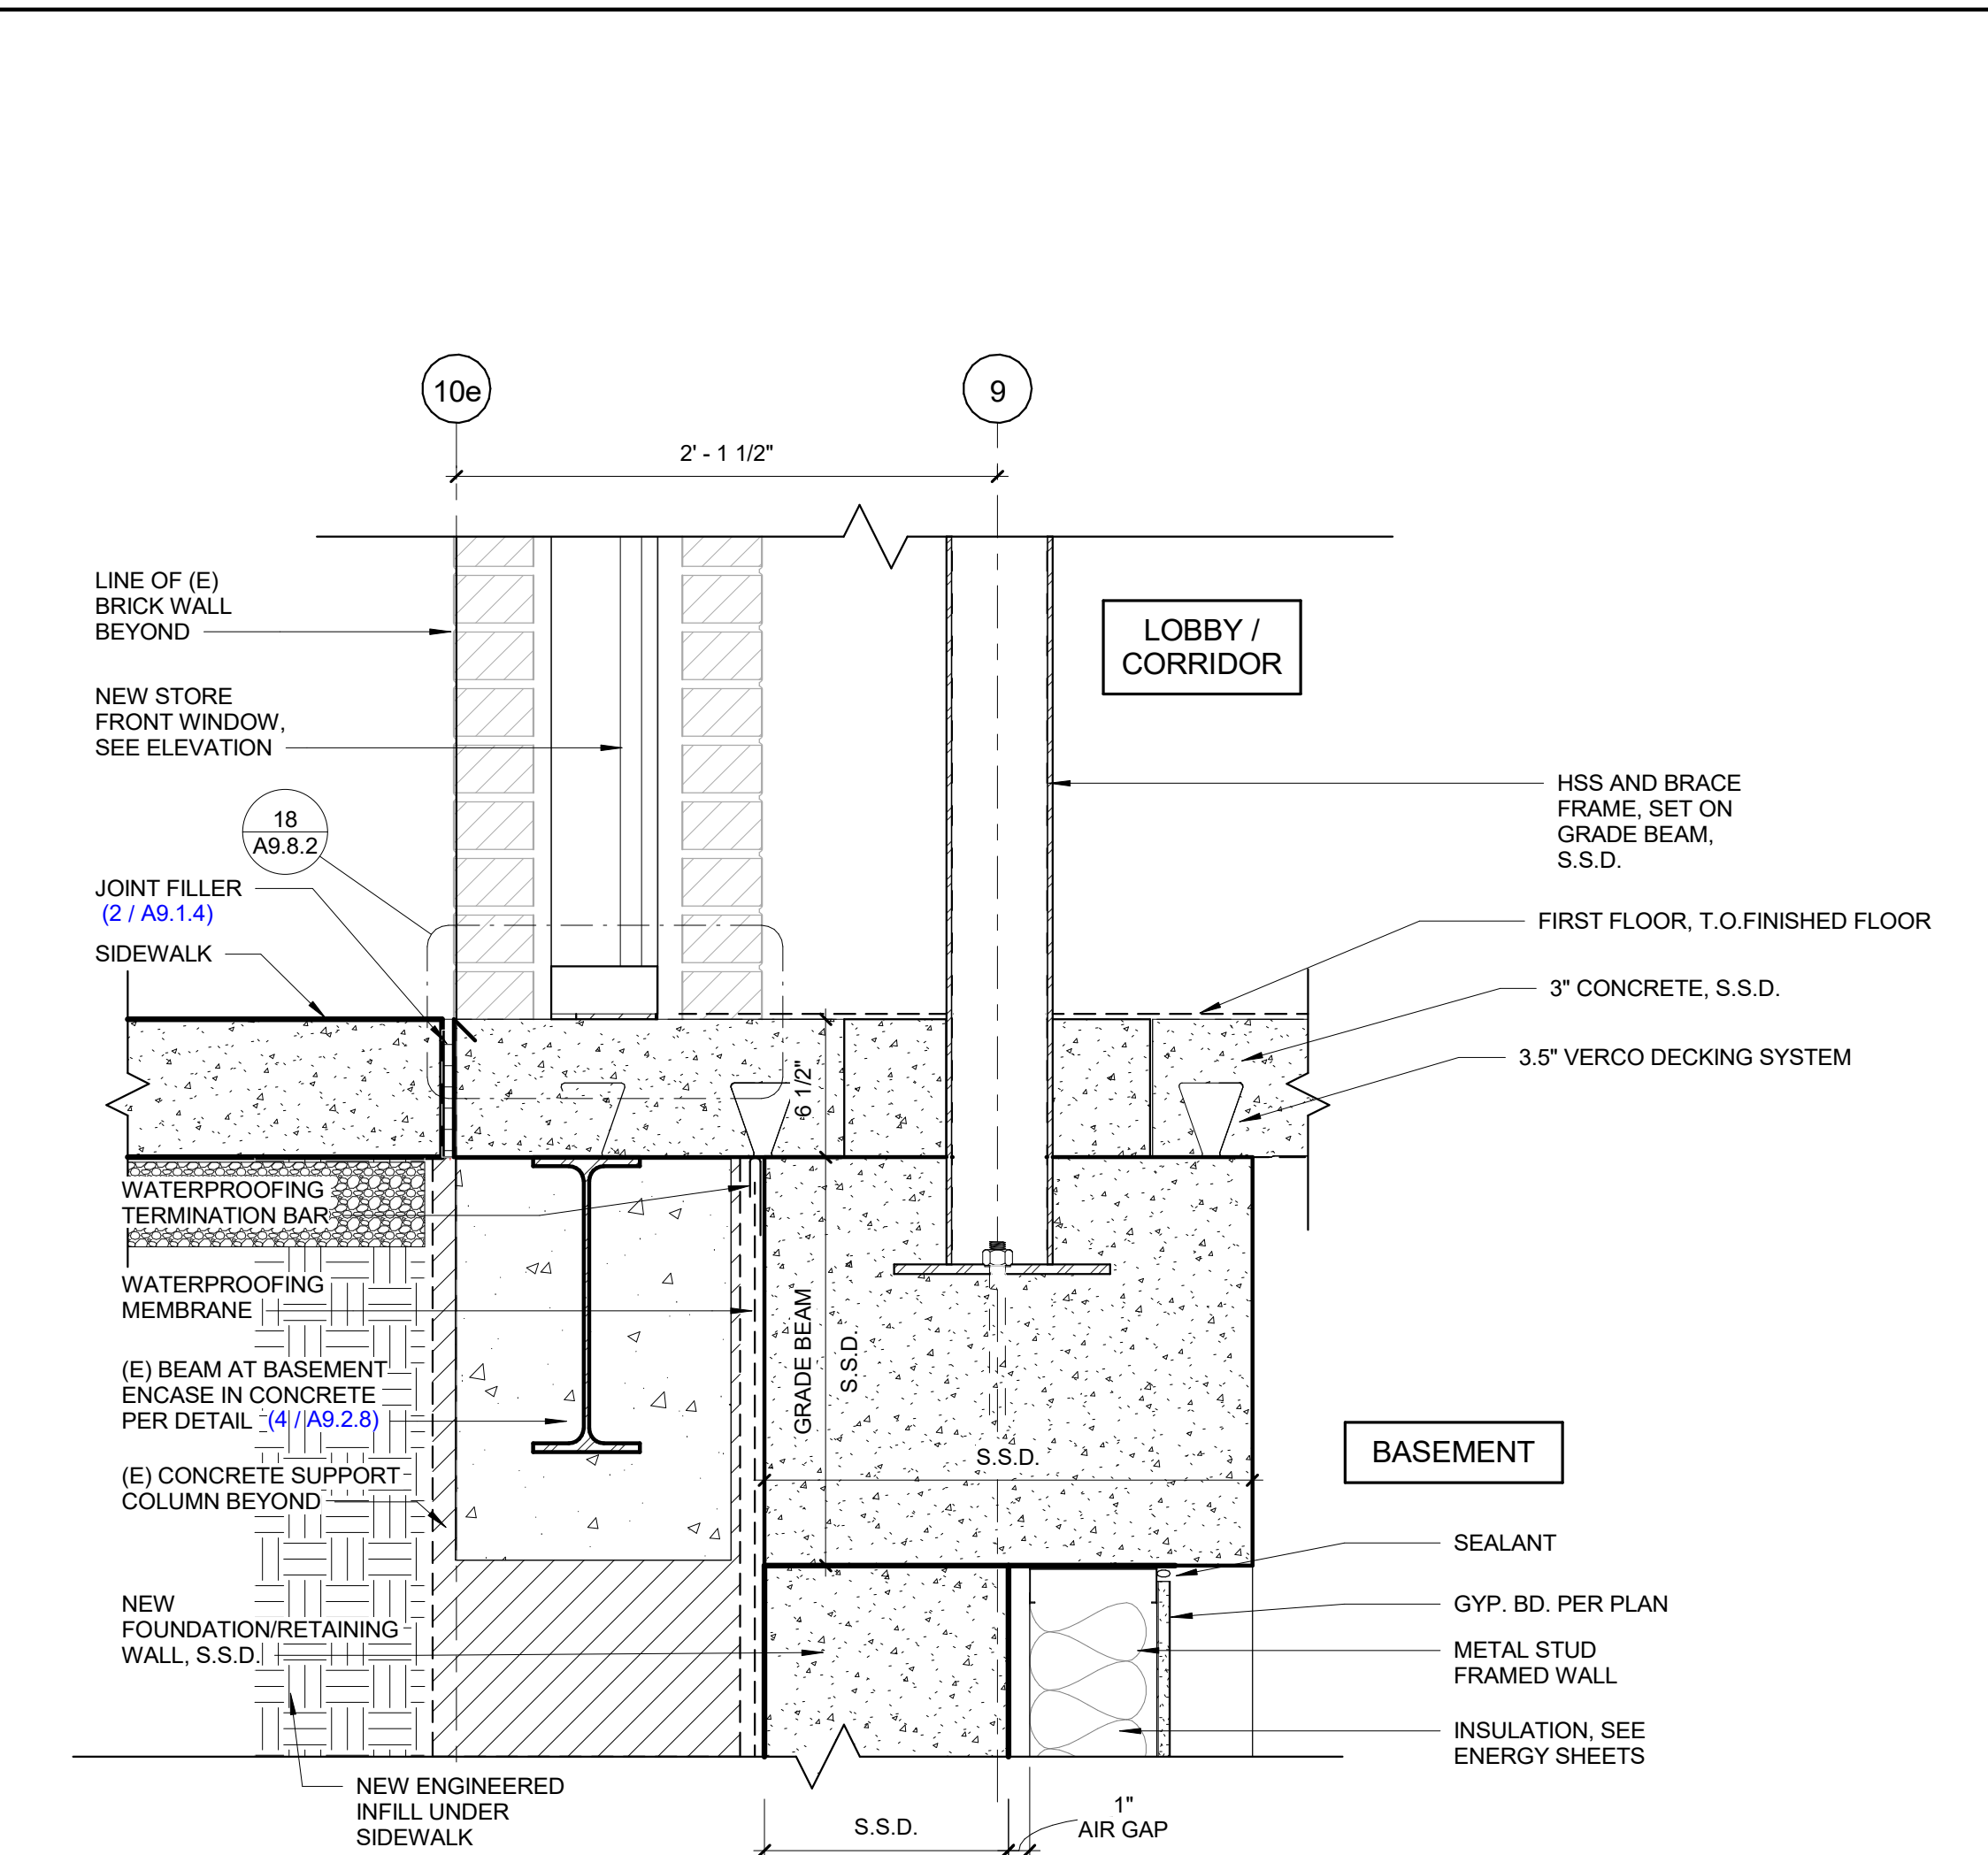 10e
9
2' - 1 1/2"
LINE OF (E)
BRICK WALL
BEYOND
LOBBY /
CORRIDOR
NEW STORE
FRONT WINDOW,
SEE ELEVATION
HSS AND BRACE
FRAME, SET ON
GRADE BEAM,
S.S.D.
18
A9.8.2
JOINT FILLER
(2 / A9.1.4)
SIDEWALK
FIRST FLOOR, T.O.FINISHED FLOOR
3" CONCRETE, S.S.D.
3.5" VERCO DECKING SYSTEM
6 1/2"
WATERPROOFING
TERMINATION BAR
WATERPROOFING
MEMBRANE
GRADE BEAM
S.S.D.
(E) BEAM AT BASEMENT
ENCASE IN CONCRETE
PER DETAIL (4 / A9.2.8)
S.S.D.
BASEMENT
(E) CONCRETE SUPPORT
COLUMN BEYOND
SEALANT
NEW
FOUNDATION/RETAINING
WALL, S.S.D.
GYP. BD. PER PLAN
METAL STUD
FRAMED WALL
INSULATION, SEE
ENERGY SHEETS
NEW ENGINEERED
INFILL UNDER
SIDEWALK
S.S.D.
1"
AIR GAP